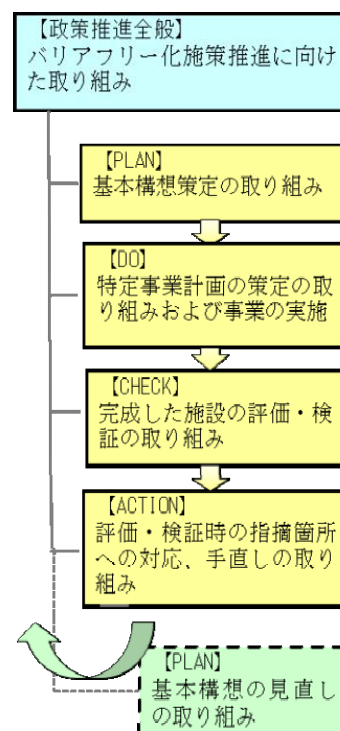 【政策推進全般】
バリアフリー化施策推進に向け
た取り組み
【PLAN】
基本構想策定の取り組み
【DO】
特定事業計画の策定の取
り組みおよび事業の実施
【CHECK】
完成した施設の評価・検
証の取り組み
【ACTION】
評価・検証時の指摘箇所
への対応、手直しの取り
組み
【PLAN】
基本構想の見直し
の取り組み